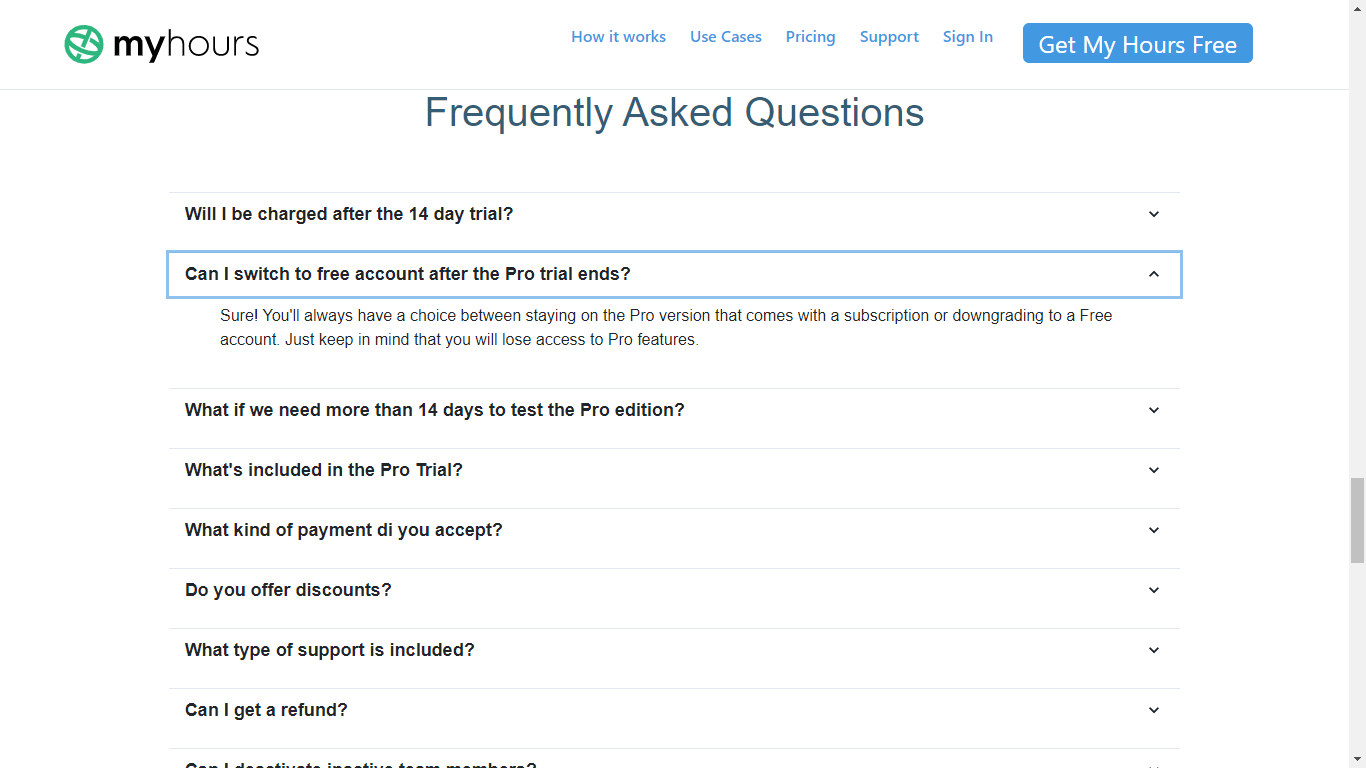 myhours
How it works
Use Cases
Pricing
Support
Sign In
Get My Hours Free
Frequently Asked Questions
Will I be charged after the 14 day trial?
Can I switch to free account after the Pro trial ends?
Sure! You'll always have a choice between staying on the Pro version that comes with a subscription or downgrading to a Free
account. Just keep in mind that you will lose access to Pro features.
What if we need more than 14 days to test the Pro edition?
What's included in the Pro Trial?
What kind of payment di you accept?
Do you offer discounts?
What type of support is included?
Can I get a refund?
Can I deactivate inactive team members?